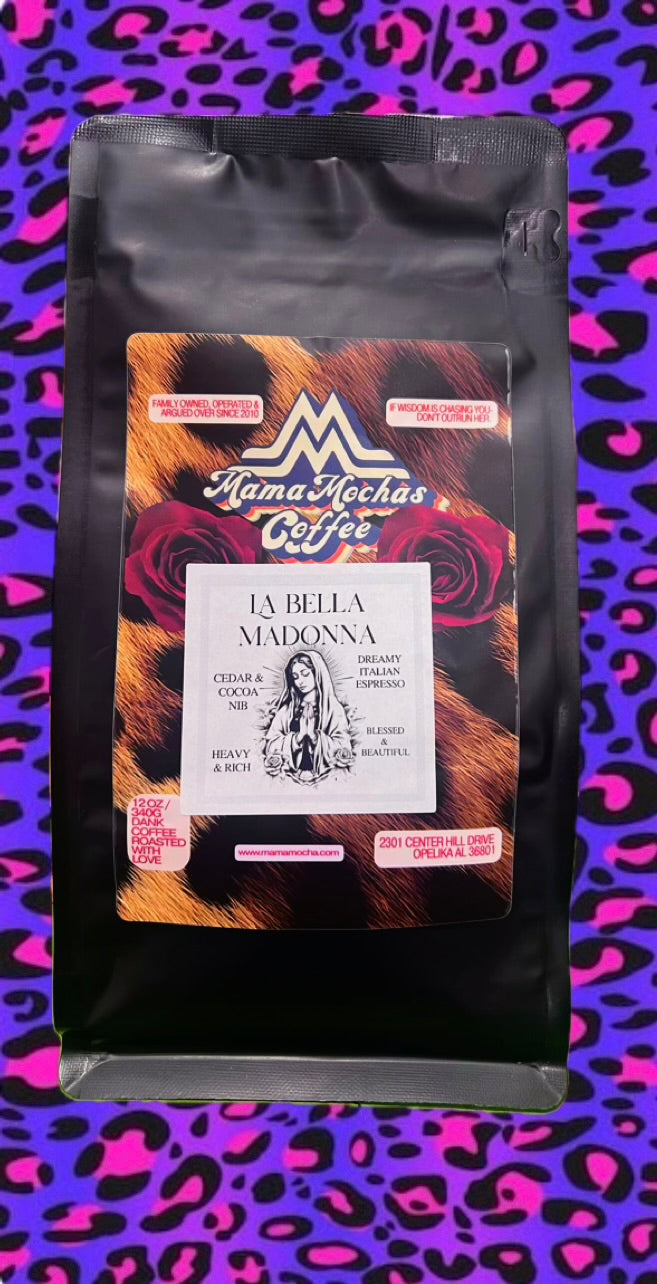 FAMILY OWNED, OPERATED &
ARGUED OVER SINCE 2010
IF WISDOM IS CHASING YOU-
DON'T OUTRUN HER.
Mama Mochas
Coffee
LA BELLA
MADONNA
CEDAR &
COCOA
NIB
DREAMY
ITALIAN
ESPRESSO
HEAVY
& RICH
BLESSED
&
BEAUTIFUL
12 OZ /
340G
DANK
COFFEE
ROASTED
WITH
LOVE
www.mamamocha.com
2301 CENTER HILL DRIVE
OPELIKA AL 36801